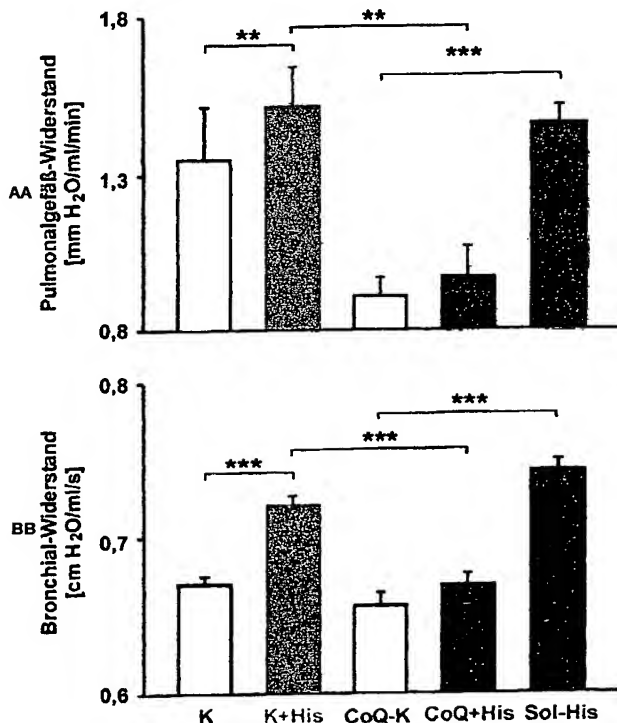 1,8
**
**
***
1,3
AA
Pulmonalgefäß-Widerstand
[mm H₂O/ml/min)
0,8
0,8
***
***
***
0,7
BB
Bronchial-Widerstand
[cm H₂O/ml/s]
0,6
K K+His CoQ-K CoQ+His Sol-His